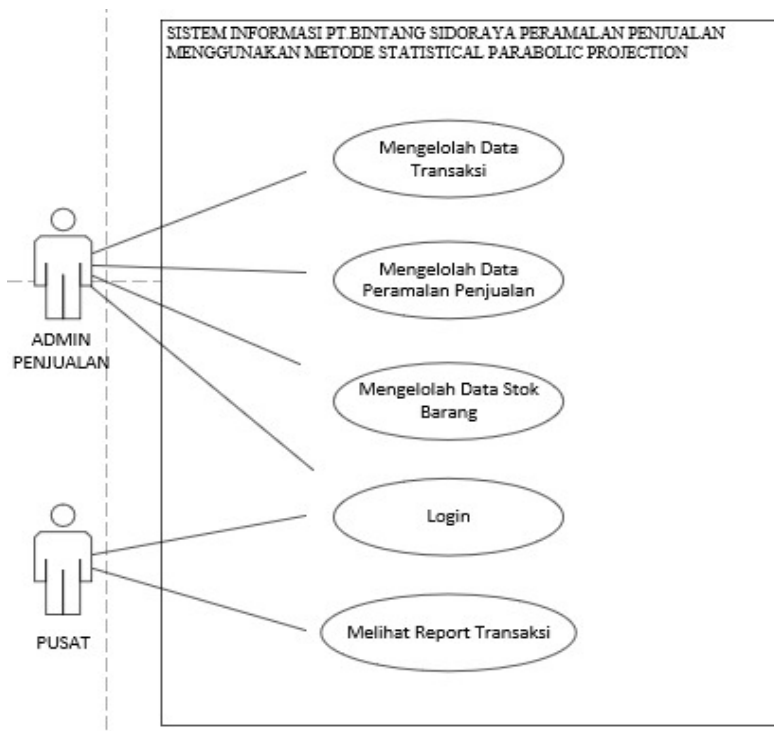 SISTEM INFORMASI PT.BINTANG SIDORAYA PERAMALAN PENJUALAN
MENGGUNAKAN METODE STATISTICAL PARABOLIC PROJECTION
Mengelolah Data
Transaksi
Mengelolah Data
Peramalan Penjualan
ADMIN
PENJUALAN
Mengelolah Data Stok
Barang
Login
PUSAT
Melihat Report Transaksi